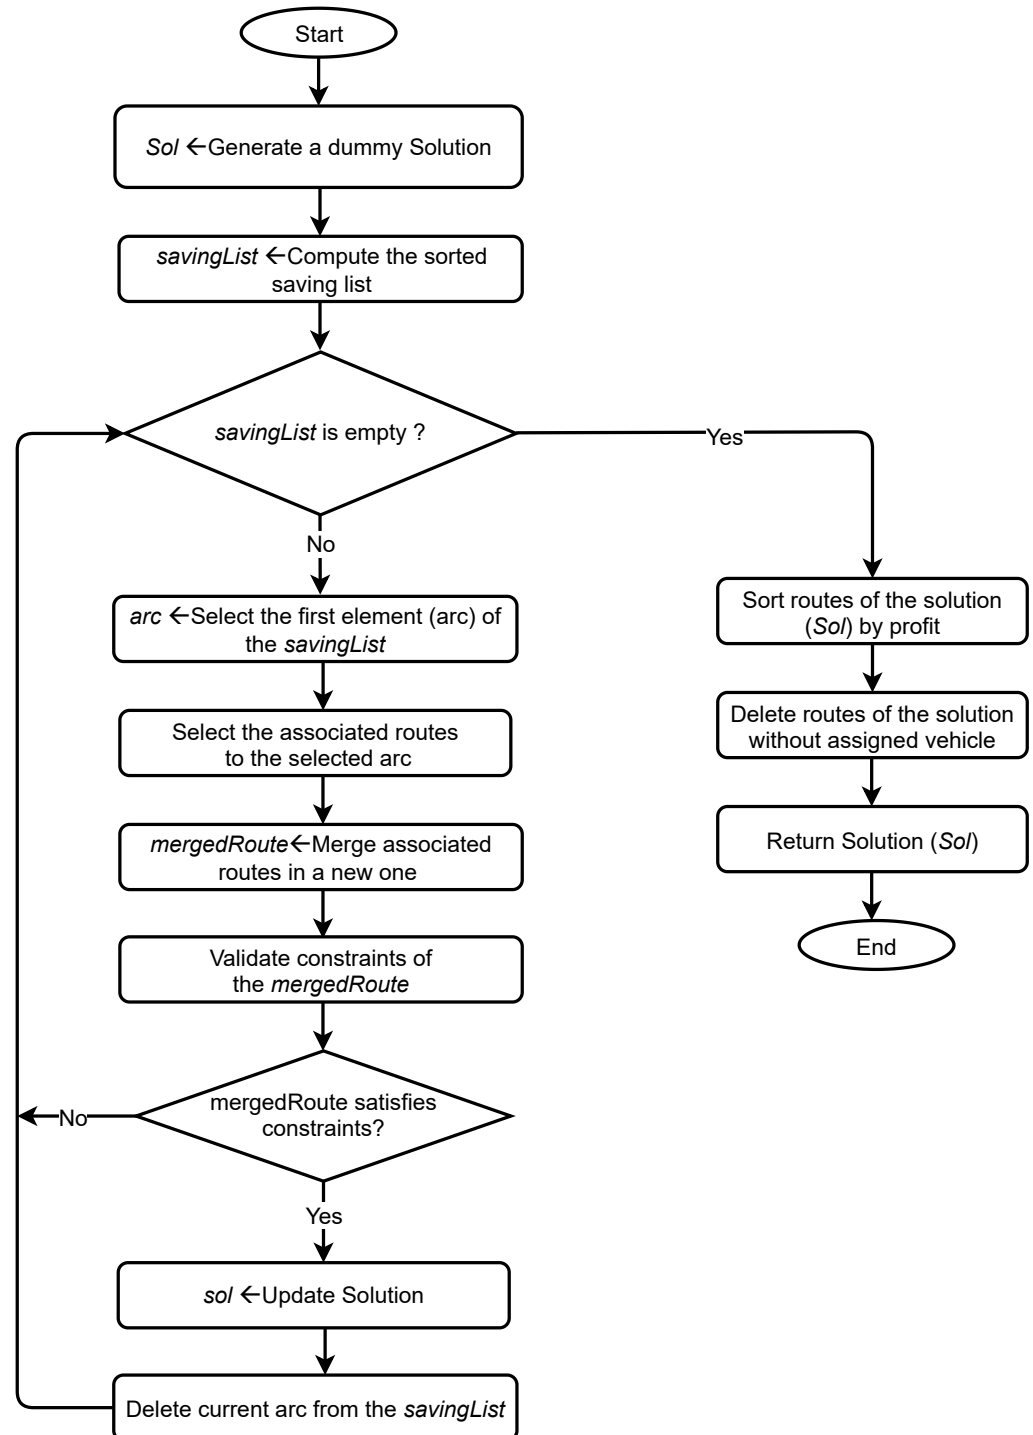 Start
Sol ←Generate a dummy Solution
savingList ←Compute the sorted
saving list
savingList is empty ?
Yes
No
arc ←Select the first element (arc) of
the savingList
Select the associated routes
to the selected arc
mergedRoute←Merge associated
routes in a new one
Validate constraints of
the mergedRoute
mergedRoute satisfies
constraints?
No
Yes
sol ←Update Solution
Delete current arc from the savingList
Sort routes of the solution
(Sol) by profit
Delete routes of the solution
without assigned vehicle
Return Solution (Sol)
End